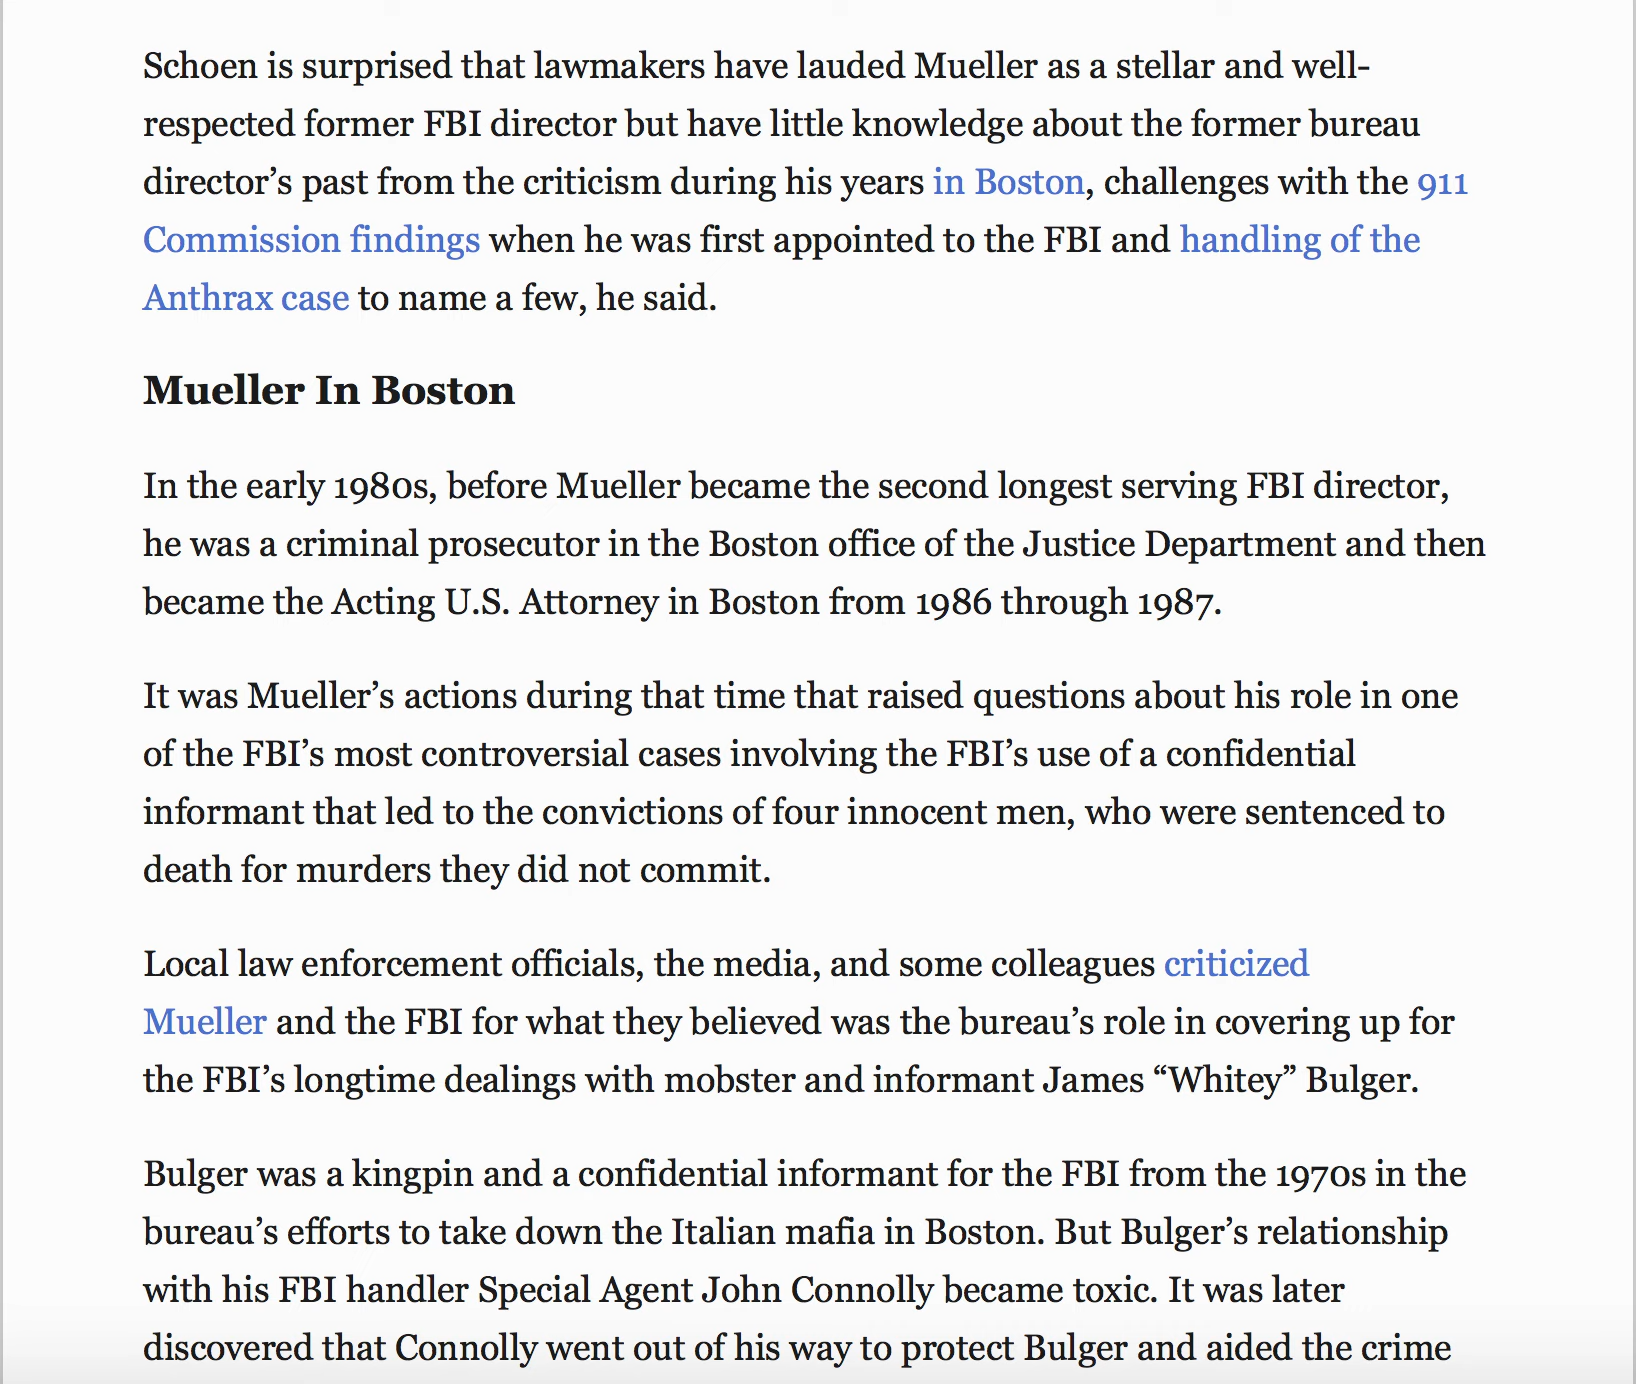 Schoen is surprised that lawmakers have lauded Mueller as a stellar and well-
respected former FBI director but have little knowledge about the former bureau
director’s past from the criticism during his years in Boston, challenges with the 911
Commission findings when he was first appointed to the FBI and handling of the
Anthrax case to name a few, he said.
Mueller In Boston
In the early 1980s, before Mueller became the second longest serving FBI director,
he was a criminal prosecutor in the Boston office of the Justice Department and then
became the Acting U.S. Attorney in Boston from 1986 through 1987.
It was Mueller’s actions during that time that raised questions about his role in one
of the FBI’s most controversial cases involving the FBI’s use of a confidential
informant that led to the convictions of four innocent men, who were sentenced to
death for murders they did not commit.
Local law enforcement officials, the media, and some colleagues criticized
Mueller and the FBI for what they believed was the bureau’s role in covering up for
the FBI’s longtime dealings with mobster and informant James “Whitey” Bulger.
Bulger was a kingpin and a confidential informant for the FBI from the 1970s in the
bureau’s efforts to take down the Italian mafia in Boston. But Bulger’s relationship
with his FBI handler Special Agent John Connolly became toxic. It was later
discovered that Connolly went out of his way to protect Bulger and aided the crime